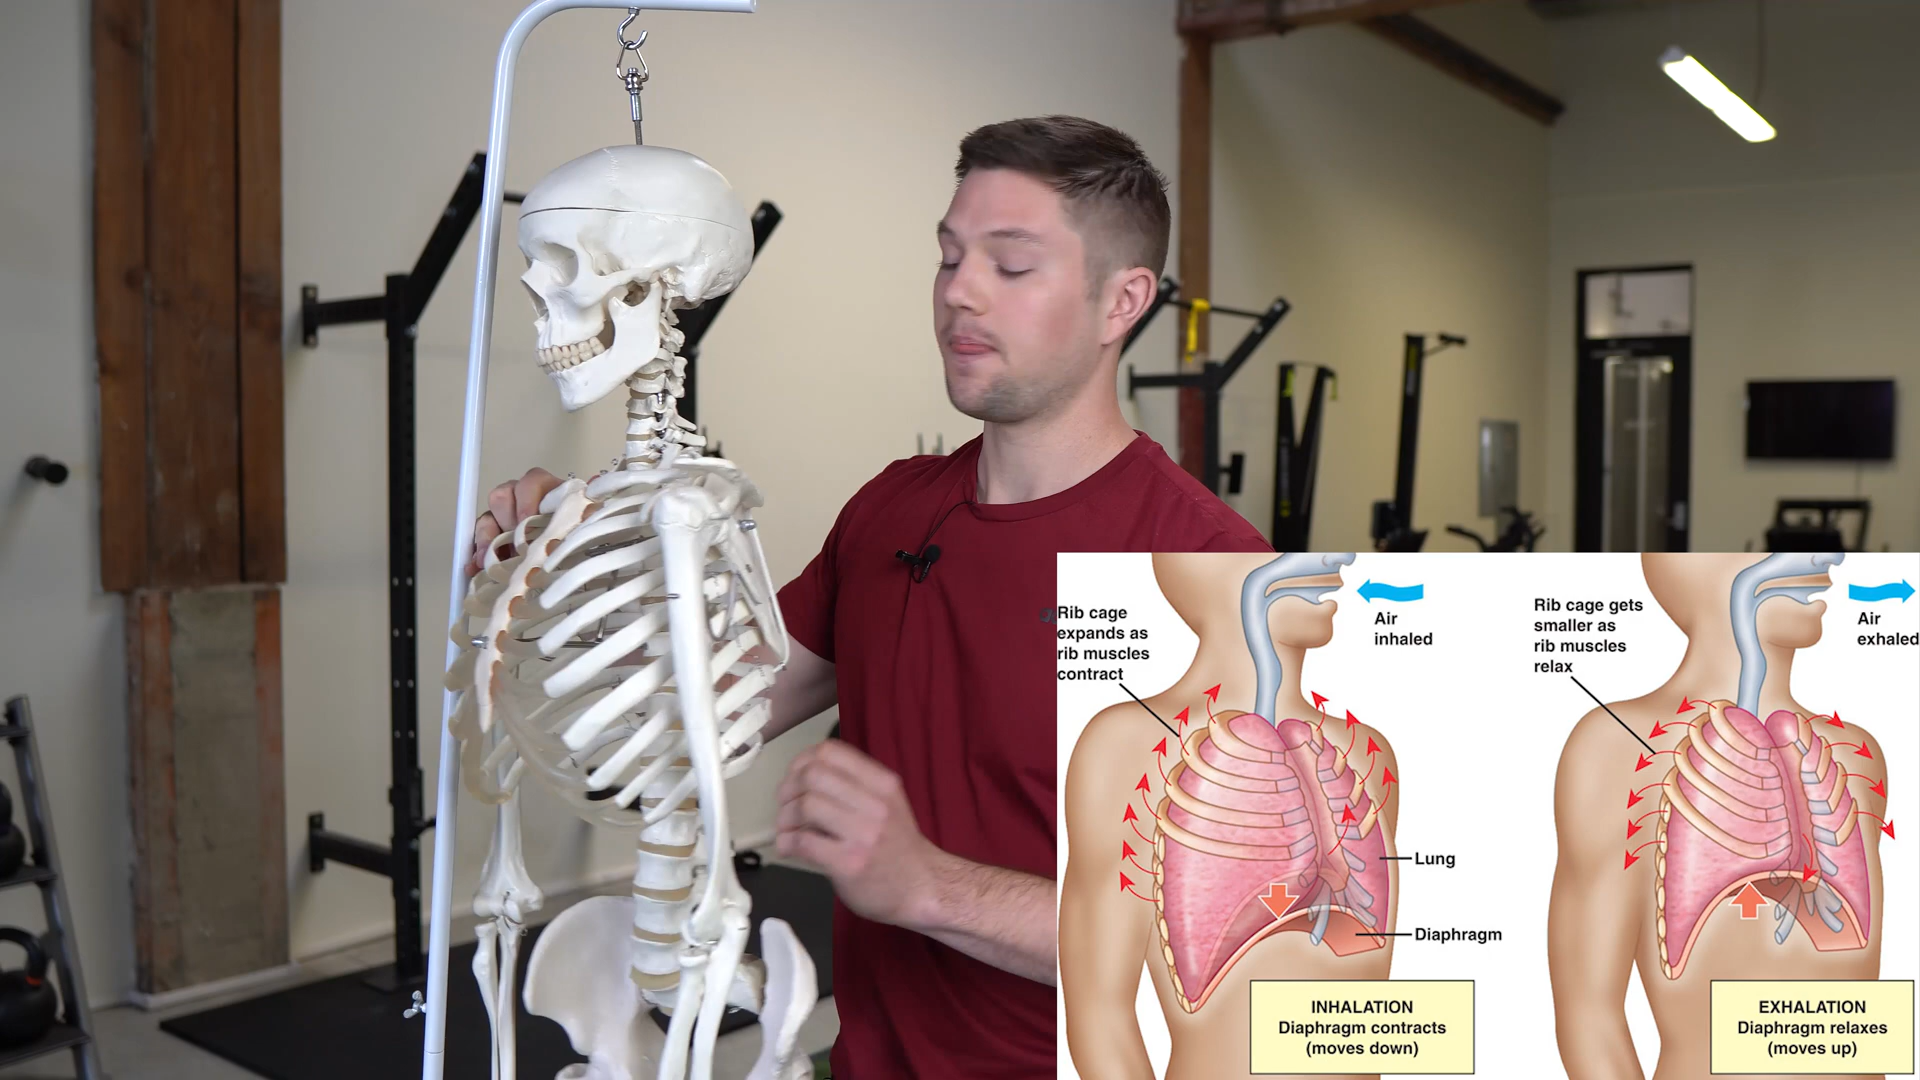 Rib cage
expands as
rib muscles
contract
Air
inhaled
Lung
Diaphragm
INHALATION
Diaphragm contracts
(moves down)
Rib cage gets
smaller as
rib muscles
relax
Air
exhaled
EXHALATION
Diaphragm relaxes
(moves up)